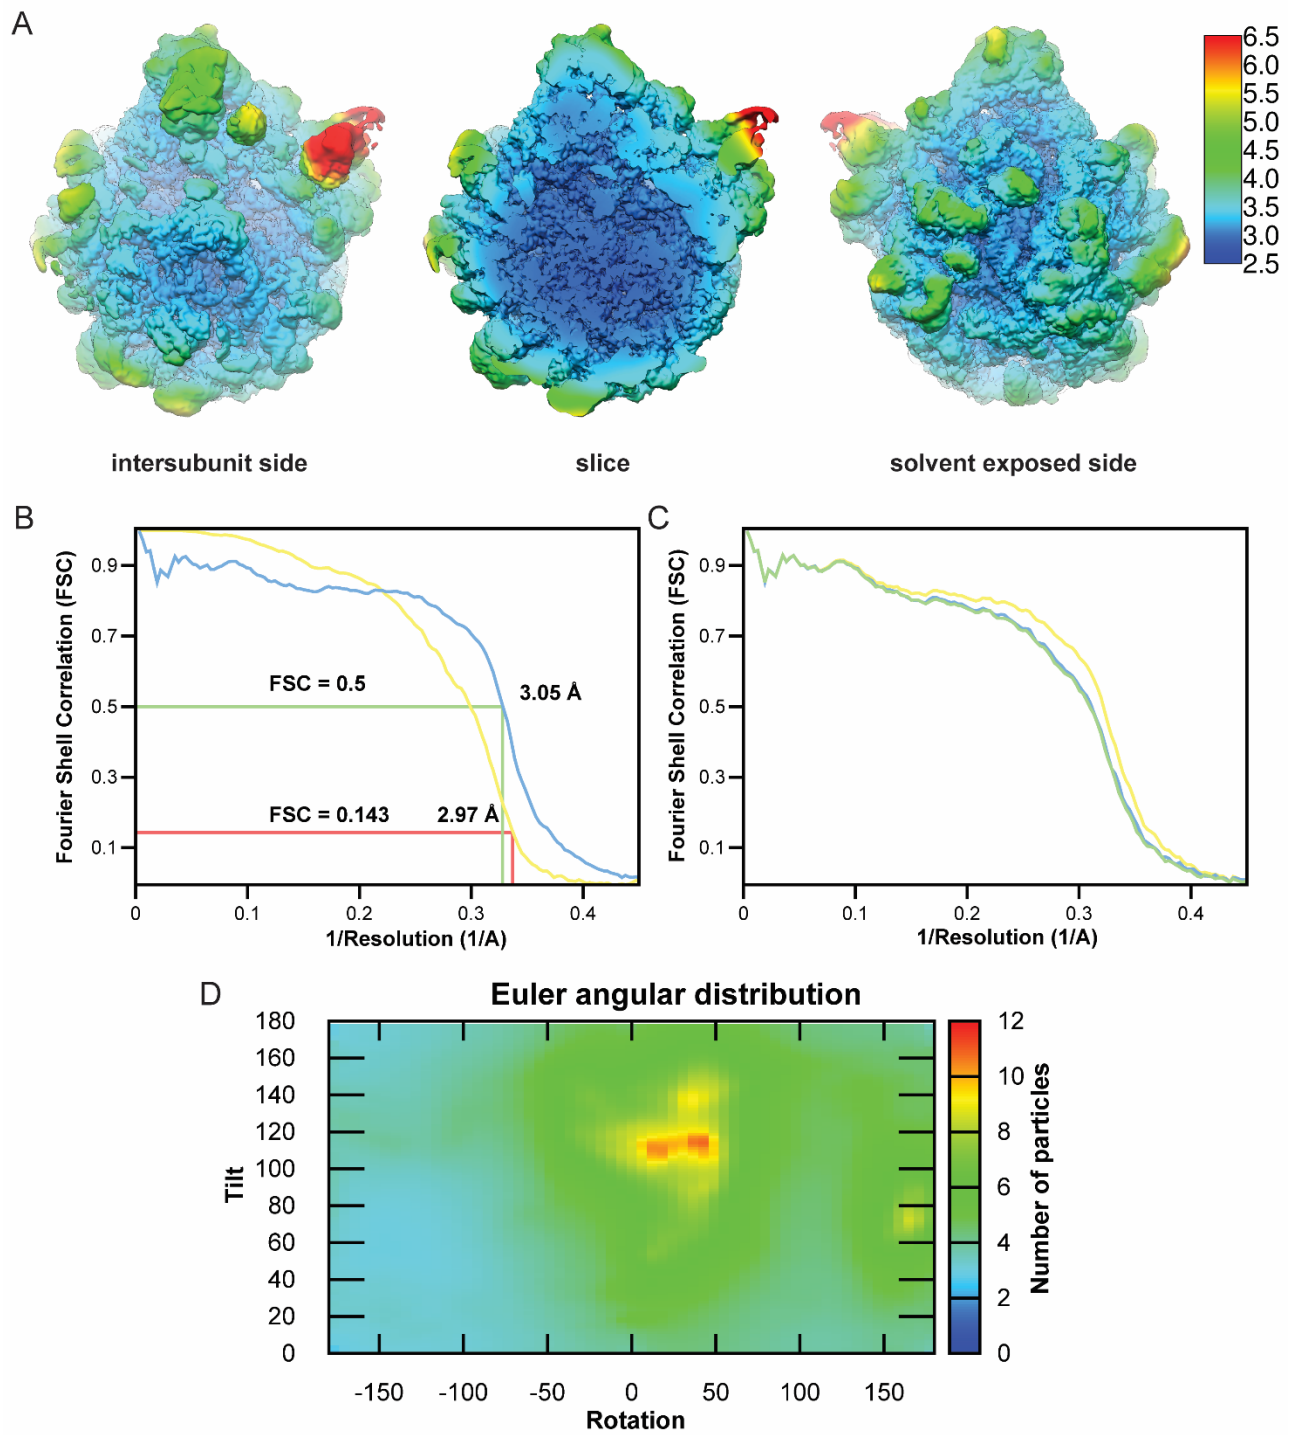 A
6.5
6.0
5.5
5.0
4.5
4.0
3.5
3.0
2.5
intersubunit side
slice
solvent exposed side
B
Fourier Shell Correlation (FSC)
0.9
0.7
0.5
0.3
0.1
FSC = 0.5
3.05 Å
FSC = 0.143
2.97 Å
0
0.1
0.2
0.3
0.4
1/Resolution (1/A)
C
Fourier Shell Correlation (FSC)
0.9
0.7
0.5
0.3
0.1
0
0.1
0.2
0.3
0.4
1/Resolution (1/A)
D
Euler angular distribution
Tilt
180
160
140
120
100
80
60
40
20
0
-150
-100
-50
0
50
100
150
Rotation
12
10
8
6
4
2
0
Number of particles